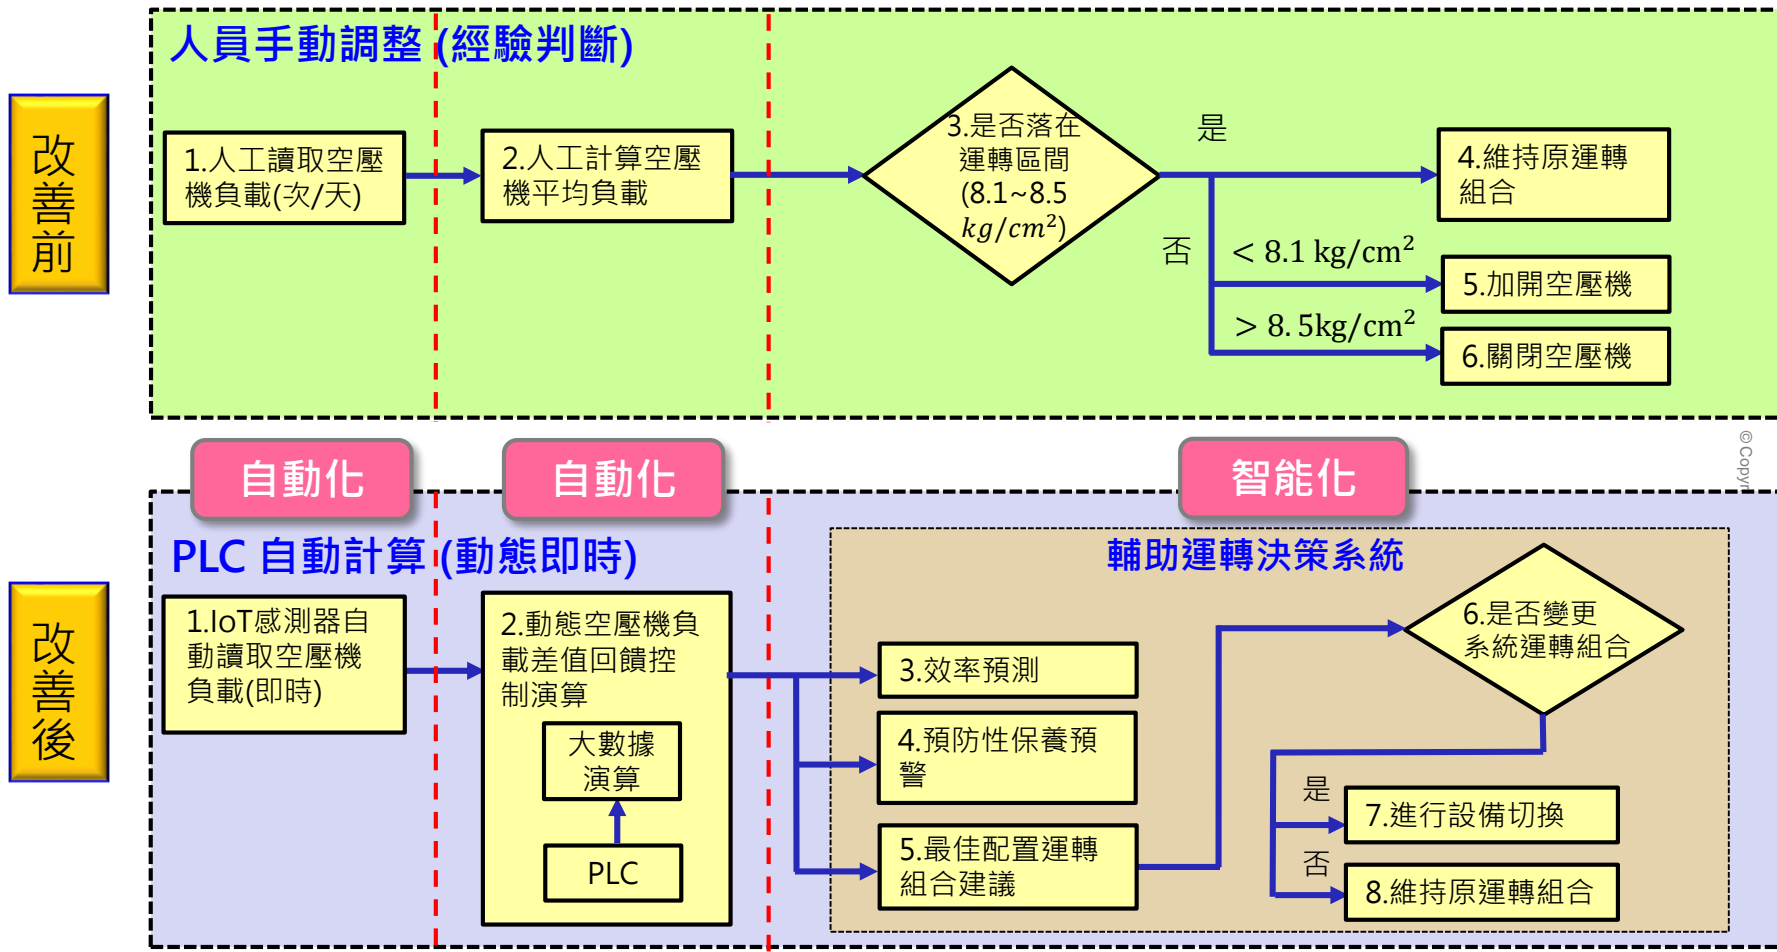 人員手動調整 (經驗判斷)
改善前
1.人工讀取空壓
機負載(次/天)
2.人工計算空壓
機平均負載
3.是否落在
運轉區間
(8.1~8.5
kg/cm²)
是
否
< 8.1 kg/cm²
> 8.5kg/cm²
4.維持原運轉
組合
5.加開空壓機
6.關閉空壓機
自動化
自動化
智能化
PLC 自動計算 (動態即時)
改善後
1.IoT感測器自
動讀取空壓機
負載(即時)
2.動態空壓機負
載差值回饋控
制演算
大數據
演算
PLC
輔助運轉決策系統
3.效率預測
4.預防性保養預
警
5.最佳配置運轉
組合建議
6.是否變更
系統運轉組合
是
否
7.進行設備切換
8.維持原運轉組合